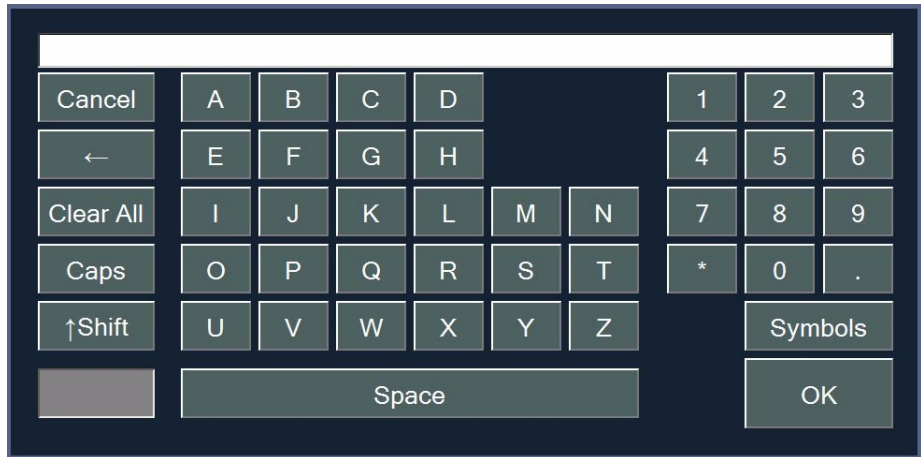 Cancel A B C D 1 2 3
← E F G H 4 5 6
Clear All I J K L M N 7 8 9
Caps O P Q R S T * 0 .
↑Shift U V W X Y Z Symbols
Space OK